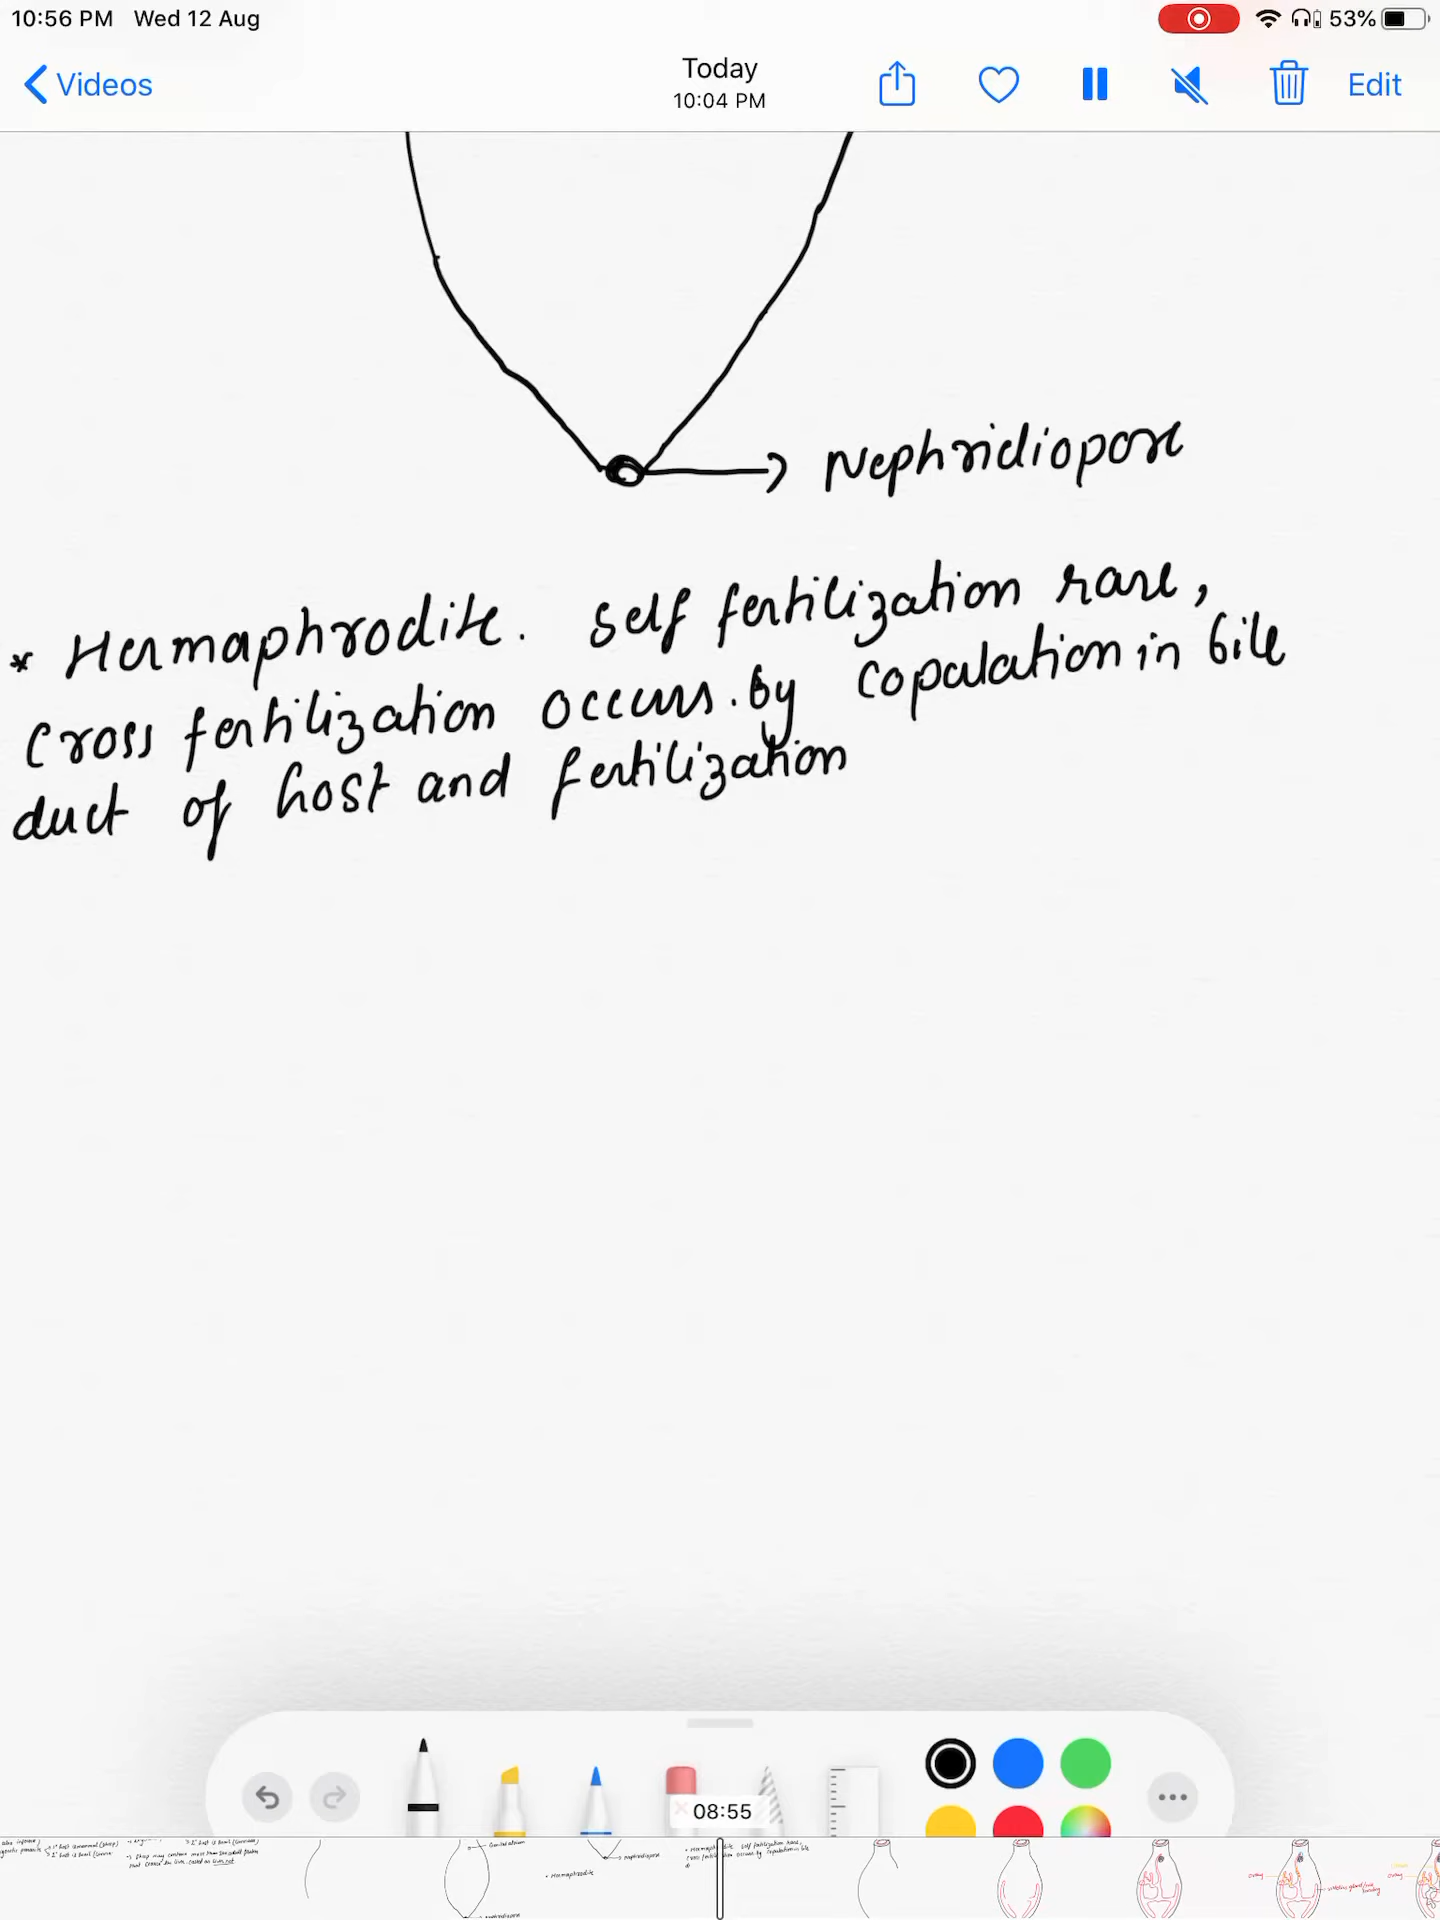 10:56 PM Wed 12 Aug 53%
Videos
Today
10:04 PM
Edit
Nephridiopore
* Hermaphrodite. Self fertilization rare,
Cross fertilization occurs. by copulation in bile
duct of host and fertilization
08:55